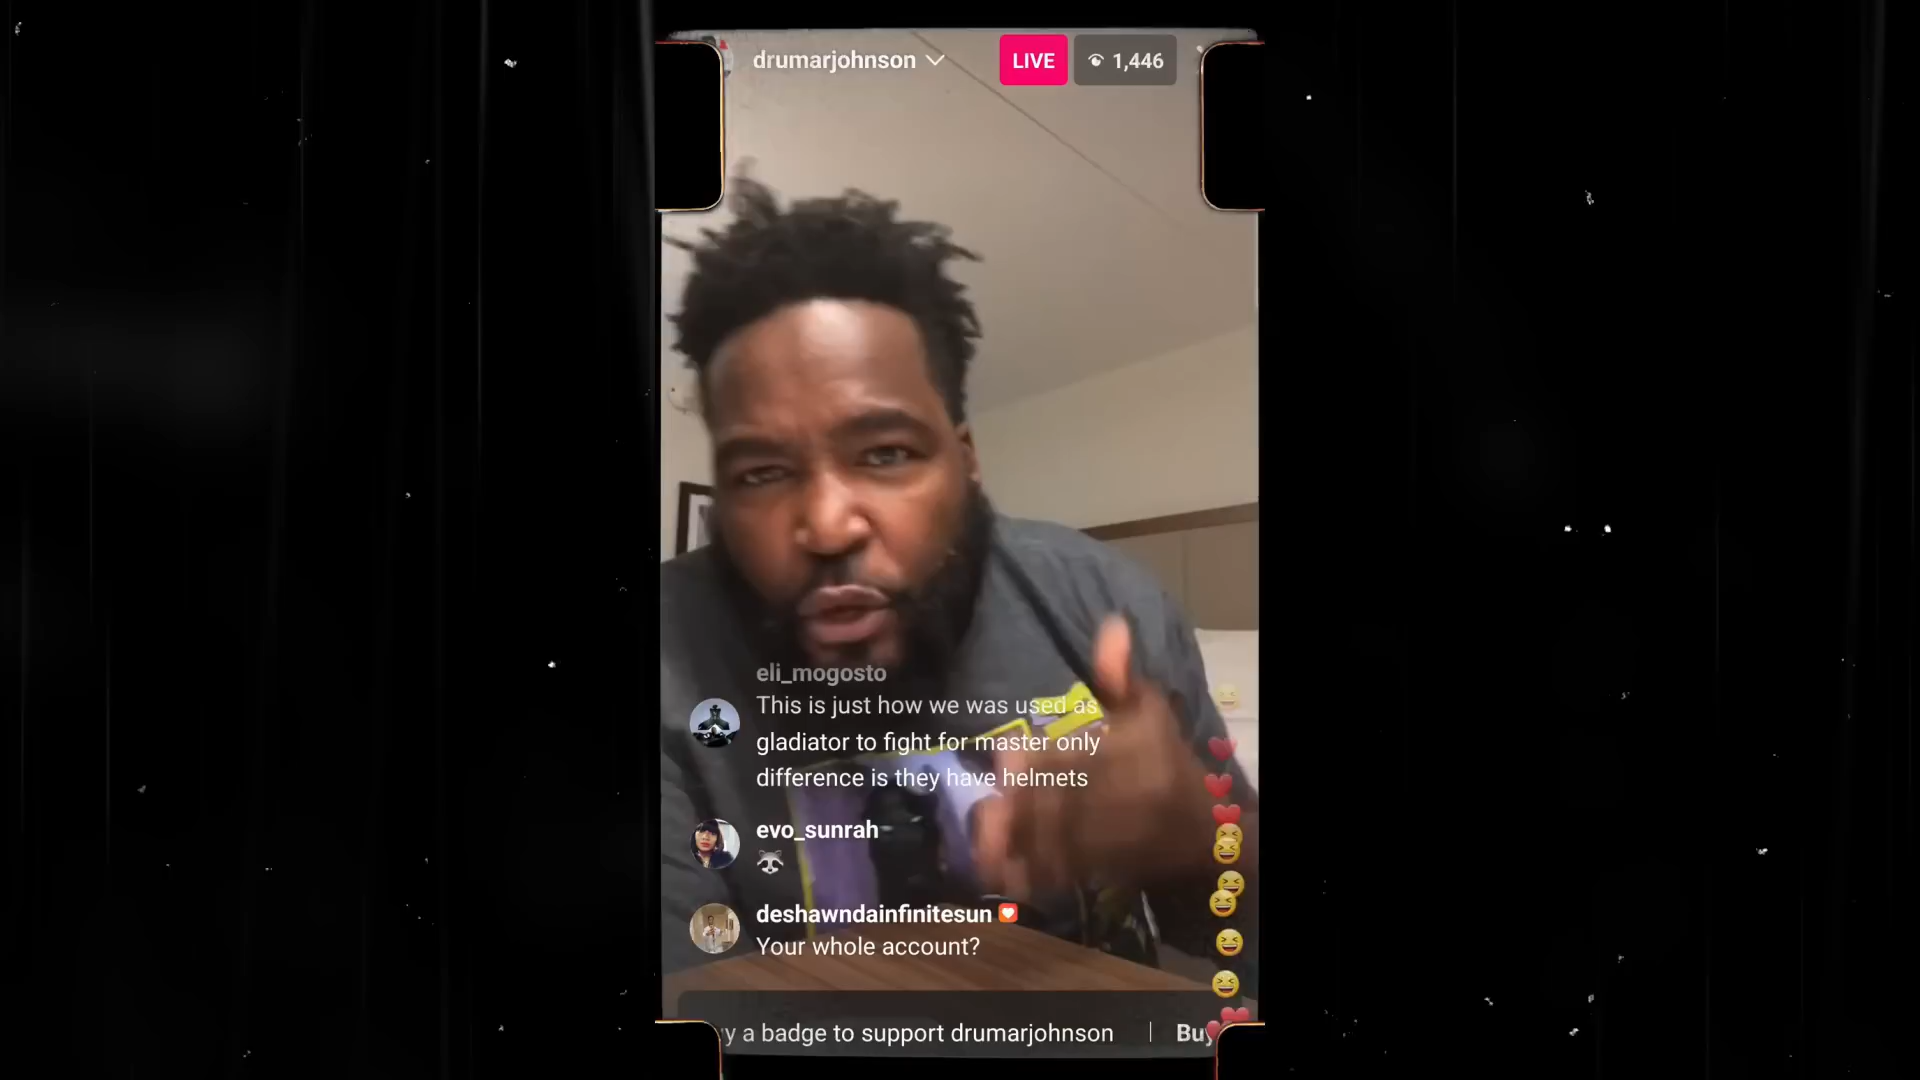 drumarjohnson
LIVE
1,446
eli_mogosto
This is just how we was used as
gladiator to fight for master only
difference is they have helmets
evo_sunrah
deshawndainfinitesun
Your whole account?
y a badge to support drumarjohnson
Buy